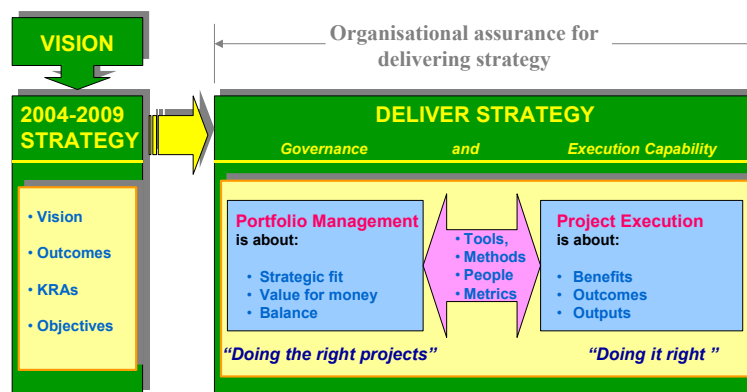 VISION
Organisational assurance for
delivering strategy
2004-2009
STRATEGY
• Vision
• Outcomes
• KRAs
• Objectives
DELIVER STRATEGY
Governance and Execution Capability
Portfolio Management
is about:
• Strategic fit
• Value for money
• Balance
• Tools,
• Methods
• People
• Metrics
Project Execution
is about:
• Benefits
• Outcomes
• Outputs
“Doing the right projects”
“Doing it right ”